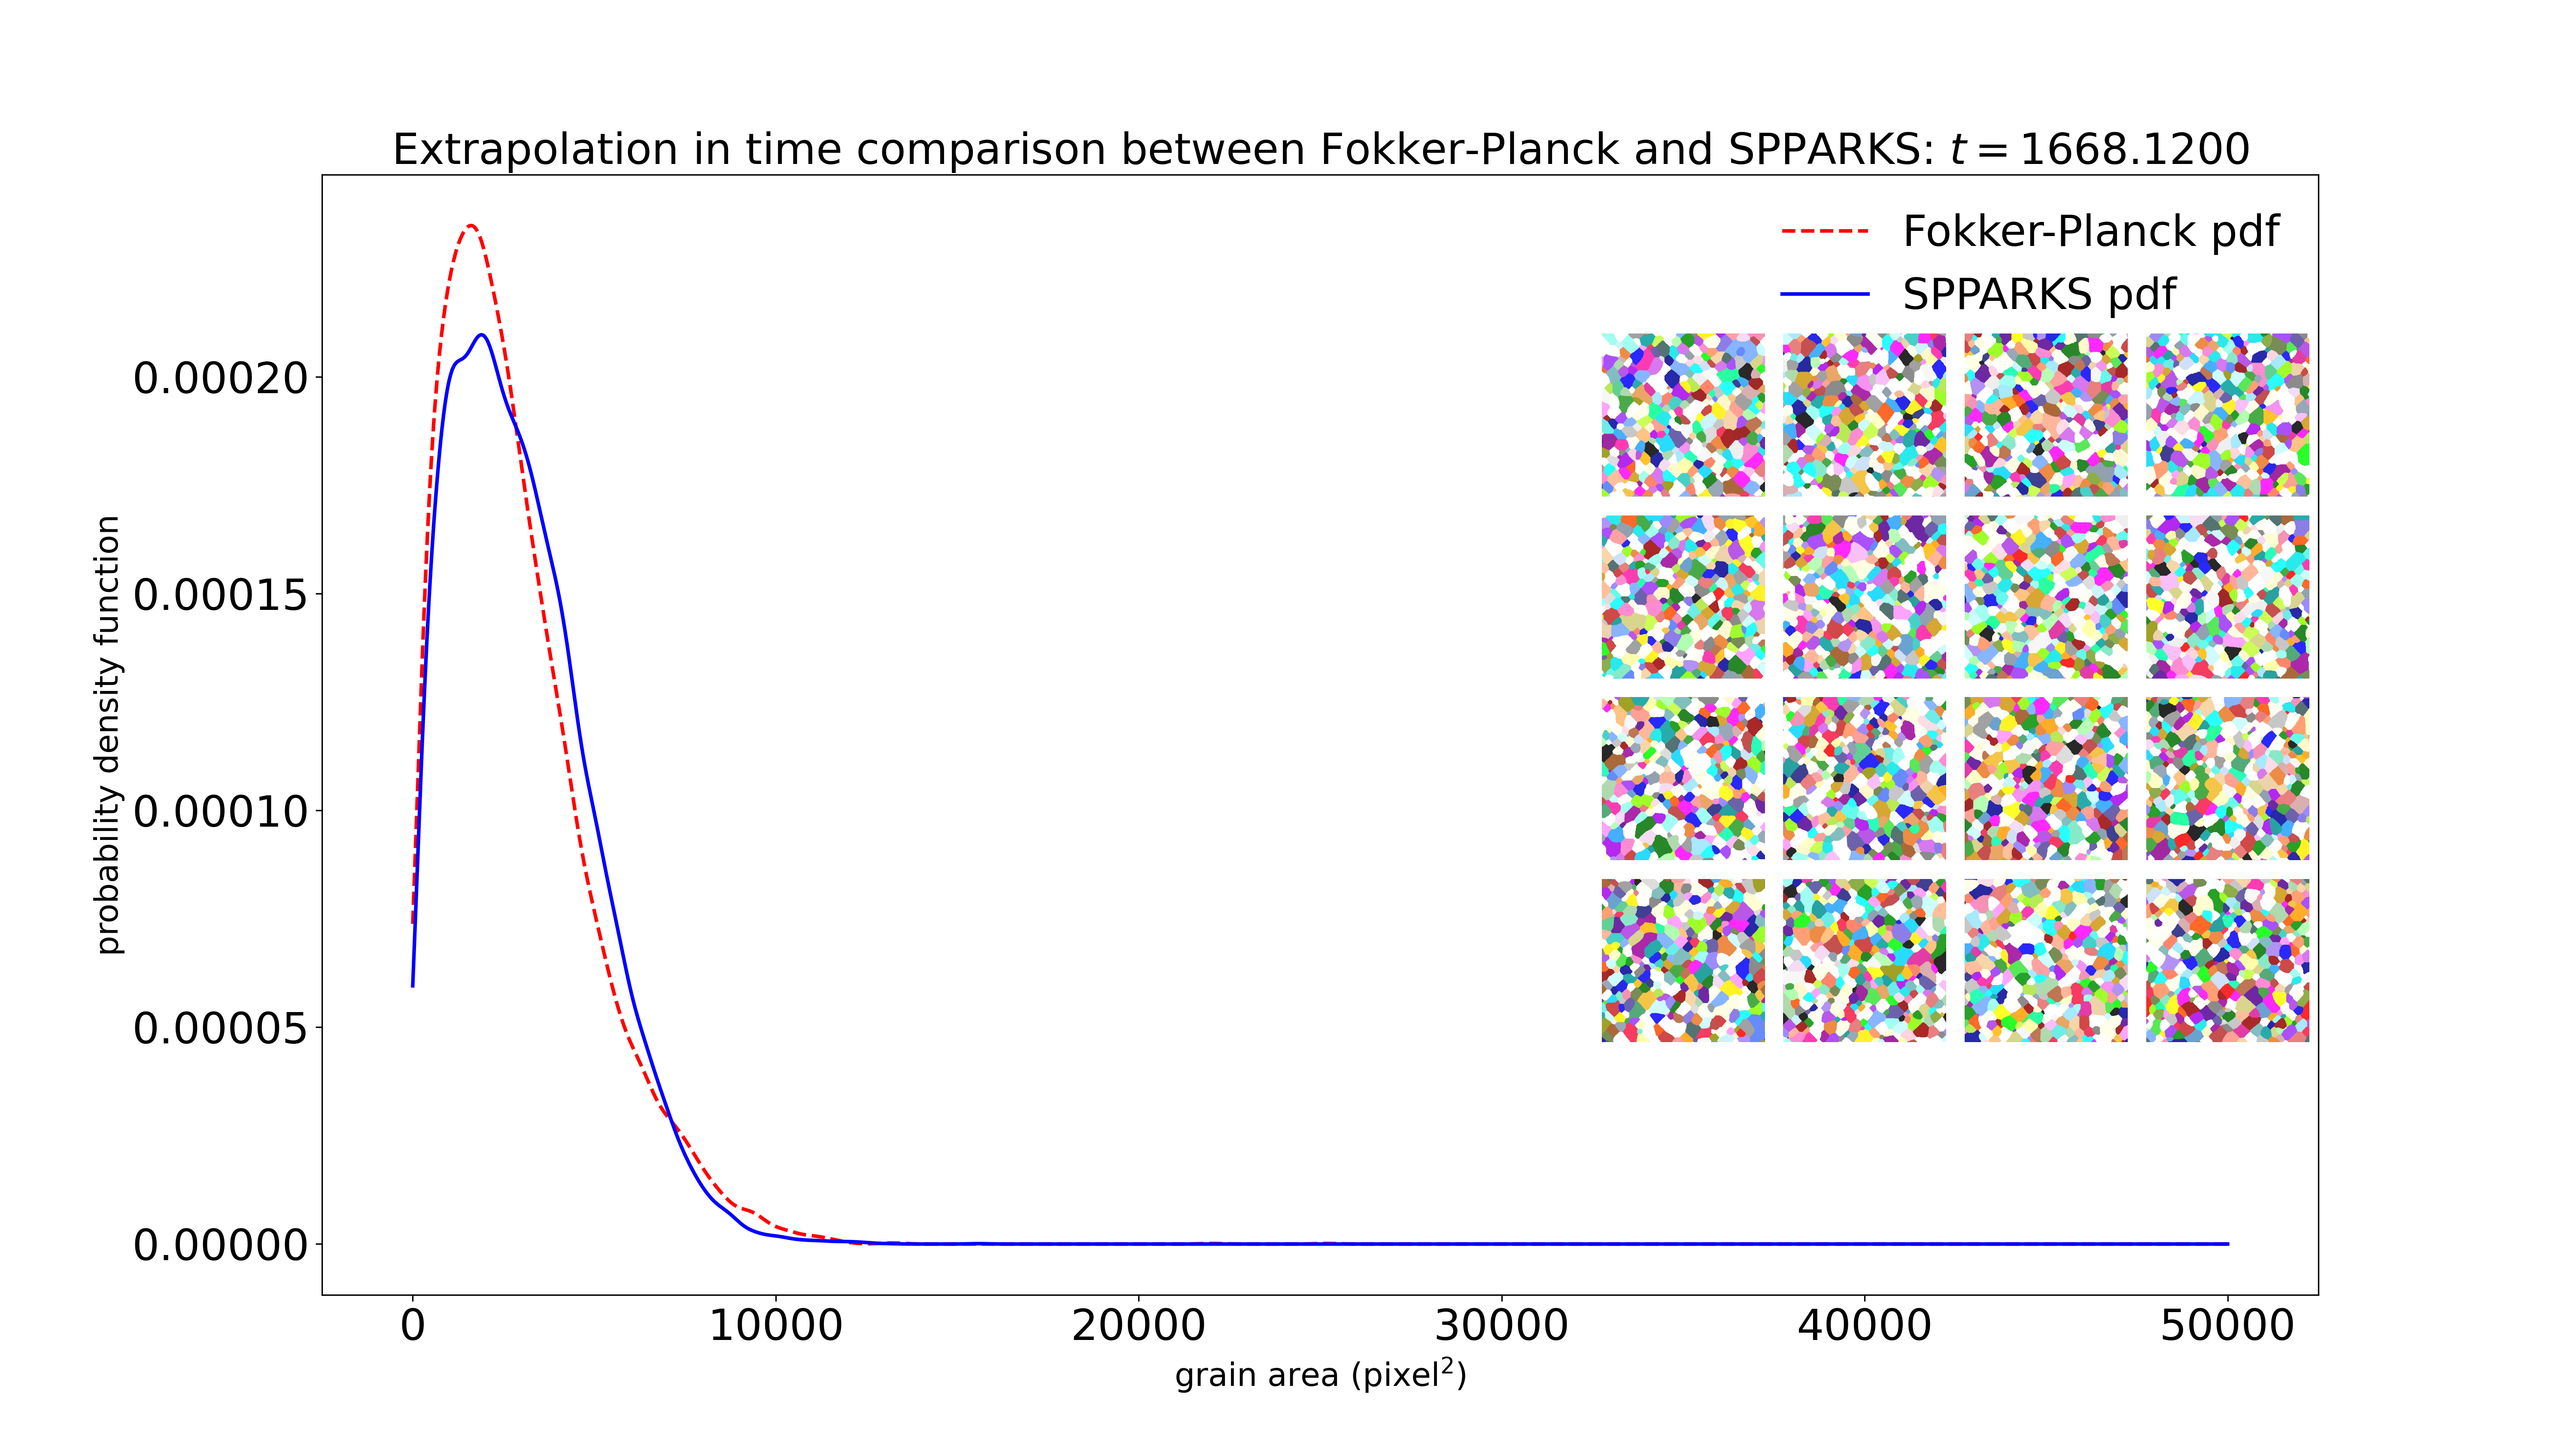 Extrapolation in time comparison between Fokker-Planck and SPPARKS: t = 1668.1200
Fokker-Planck pdf
SPPARKS pdf
probability density function
0.00020
0.00015
0.00010
0.00005
0.00000
0 10000 20000 30000 40000 50000
grain area (pixel²)